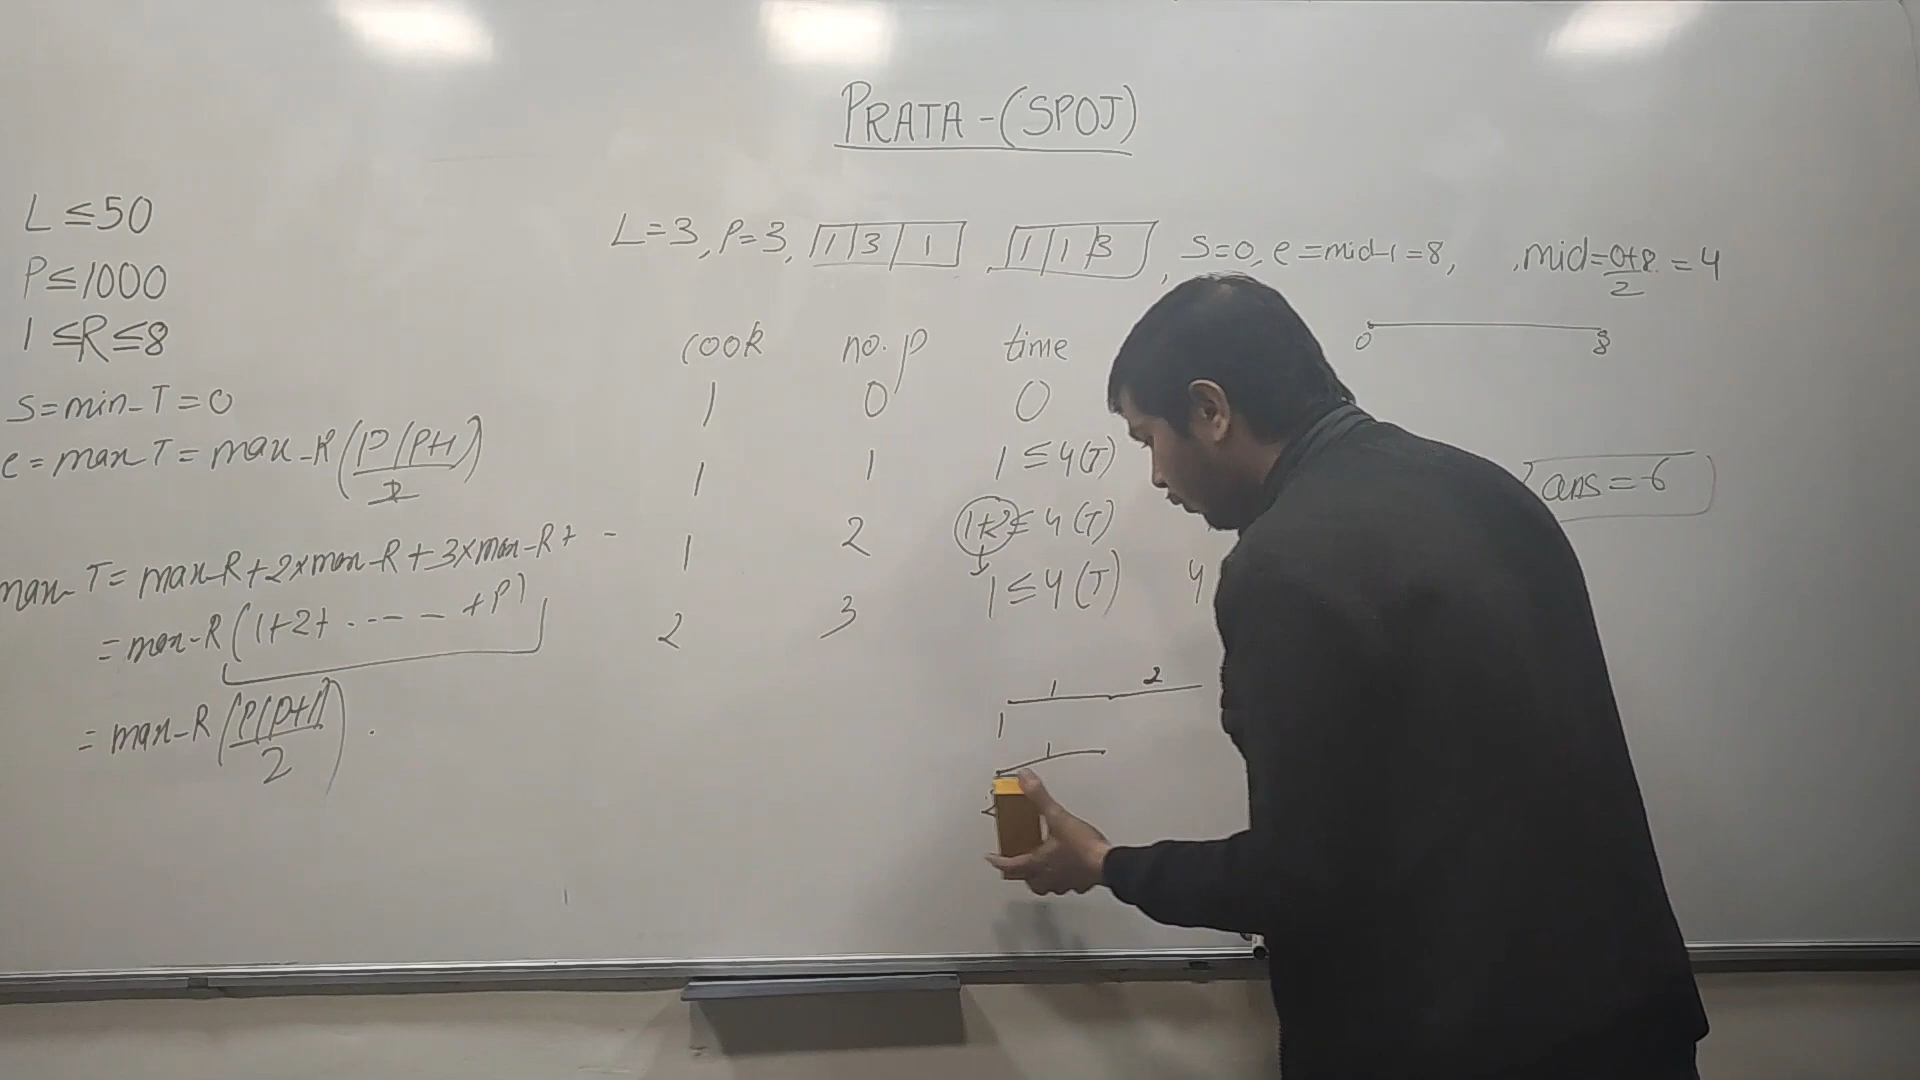 PRATA - (SPOJ)
L ≤ 50
P ≤ 1000
1 ≤ R ≤ 8
S = min_T = 0
e = max_T = max_R (P(P+1)/2)
max_T = max_R + 2×max_R + 3×max_R + - 
= max_R (1+2+ ---- +P)
= max_R (P(P+1)/2) .
L=3, P=3, 1 3 1 , 1 1 3 , S=0, e=mid-1=8, , mid=0+8/2 = 4
cook no. p time
1 0 0
1 1 1 ≤ 4(T)
1 2 1+2 ≤ 4(T)
2 3 1 ≤ 4(T) 4
0 8
ans = 6
1 2
1
1